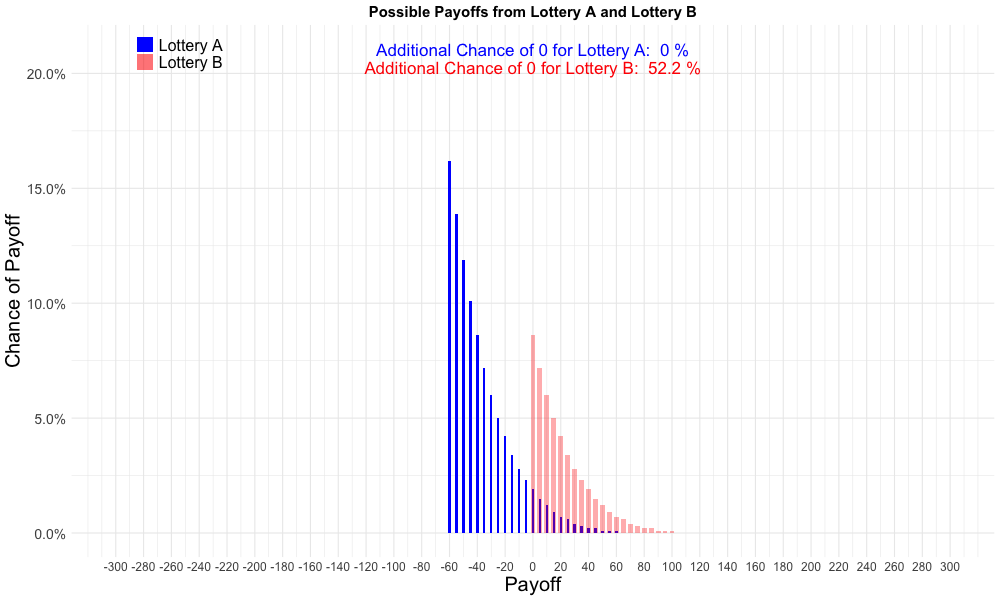 Possible Payoffs from Lottery A and Lottery B
Lottery A
Lottery B
Additional Chance of 0 for Lottery A:  0 %
Additional Chance of 0 for Lottery B:  52.2 %
Chance of Payoff
20.0%
15.0%
10.0%
5.0%
0.0%
-300 -280 -260 -240 -220 -200 -180 -160 -140 -120 -100 -80 -60 -40 -20 0 20 40 60 80 100 120 140 160 180 200 220 240 260 280 300
Payoff